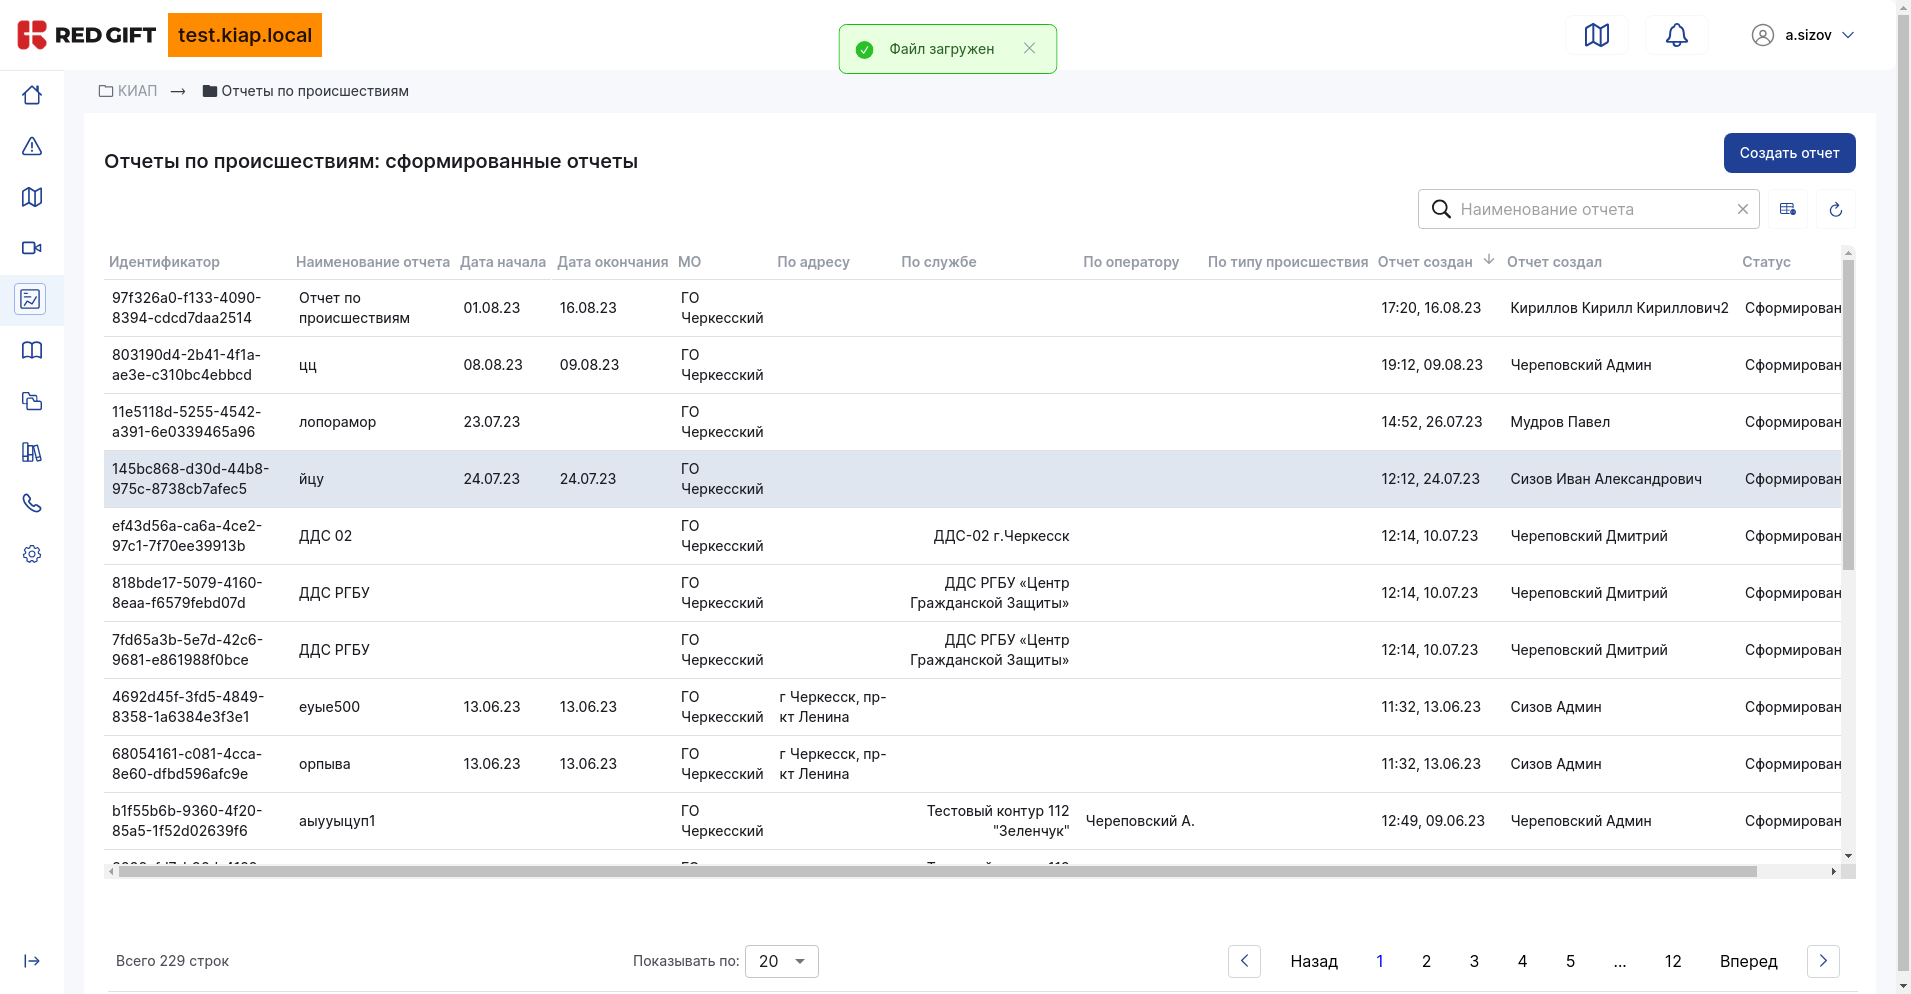 RED GIFT
test.kiap.local
Файл загружен
a.sizov
КИАП → Отчеты по происшествиям
Отчеты по происшествиям: сформированные отчеты
Создать отчет
Наименование отчета
Идентификатор Наименование отчета Дата начала Дата окончания МО По адресу По службе По оператору По типу происшествия Отчет создан Отчет создал Статус
97f326a0-f133-4090-
8394-cdcd7daa2514
Отчет по
происшествиям
01.08.23 16.08.23
ГО
Черкесский
17:20, 16.08.23 Кириллов Кирилл Кириллович2 Сформирован
803190d4-2b41-4f1a-
ae3e-c310bc4ebbcd
цц 08.08.23 09.08.23
ГО
Черкесский
19:12, 09.08.23 Череповский Админ Сформирован
11e5118d-5255-4542-
a391-6e0339465a96
лопорамор 23.07.23
ГО
Черкесский
14:52, 26.07.23 Мудров Павел Сформирован
145bc868-d30d-44b8-
975c-8738cb7afec5
йцу 24.07.23 24.07.23
ГО
Черкесский
12:12, 24.07.23 Сизов Иван Александрович Сформирован
ef43d56a-ca6a-4ce2-
97c1-7f70ee39913b
ДДС 02
ГО
Черкесский
ДДС-02 г.Черкесск
12:14, 10.07.23 Череповский Дмитрий Сформирован
818bde17-5079-4160-
8eaa-f6579febd07d
ДДС РГБУ
ГО
Черкесский
ДДС РГБУ «Центр
Гражданской Защиты»
12:14, 10.07.23 Череповский Дмитрий Сформирован
7fd65a3b-5e7d-42c6-
9681-e861988f0bce
ДДС РГБУ
ГО
Черкесский
ДДС РГБУ «Центр
Гражданской Защиты»
12:14, 10.07.23 Череповский Дмитрий Сформирован
4692d45f-3fd5-4849-
8358-1a6384e3f3e1
еуые500 13.06.23 13.06.23
ГО
Черкесский
г Черкесск, пр-
кт Ленина
11:32, 13.06.23 Сизов Админ Сформирован
68054161-c081-4cca-
8e60-dfbd596afc9e
орпыва 13.06.23 13.06.23
ГО
Черкесский
г Черкесск, пр-
кт Ленина
11:32, 13.06.23 Сизов Админ Сформирован
b1f55b6b-9360-4f20-
85a5-1f52d02639f6
аыууыцуп1
ГО
Черкесский
Тестовый контур 112
"Зеленчук"
Череповский А.
12:49, 09.06.23 Череповский Админ Сформирован
Всего 229 строк
Показывать по: 20
Назад 1 2 3 4 5 ... 12 Вперед